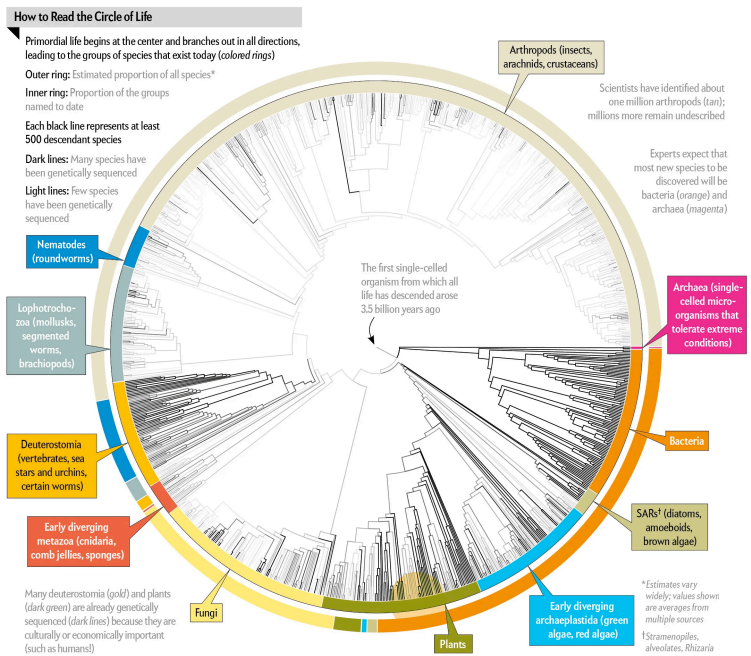 How to Read the Circle of Life
Primordial life begins at the center and branches out in all directions,
leading to the groups of species that exist today (colored rings)
Outer ring: Estimated proportion of all species*
Inner ring: Proportion of the groups
named to date
Each black line represents at least
500 descendant species
Dark lines: Many species have
been genetically sequenced
Light lines: Few species
have been genetically
sequenced
Arthropods (insects,
arachnids, crustaceans)
Scientists have identified about
one million arthropods (tan);
millions more remain undescribed
Experts expect that
most new species to be
discovered will be
bacteria (orange) and
archaea (magenta)
Nematodes
(roundworms)
The first single-celled
organism from which all
life has descended arose
3.5 billion years ago
Archaea (single-
celled micro-
organisms that
tolerate extreme
conditions)
Lophotrocho-
zoa (mollusks,
segmented
worms,
brachiopods)
Bacteria
Deuterostomia
(vertebrates, sea
stars and urchins,
certain worms)
SARs† (diatoms,
amoeboids,
brown algae)
Early diverging
metazoa (cnidaria,
comb jellies, sponges)
Many deuterostomia (gold) and plants
(dark green) are already genetically
sequenced (dark lines) because they are
culturally or economically important
(such as humans!)
Fungi
Plants
Early diverging
archaeplastida (green
algae, red algae)
*Estimates vary
widely; values shown
are averages from
multiple sources
†Stramenopiles,
alveolates, Rhizaria